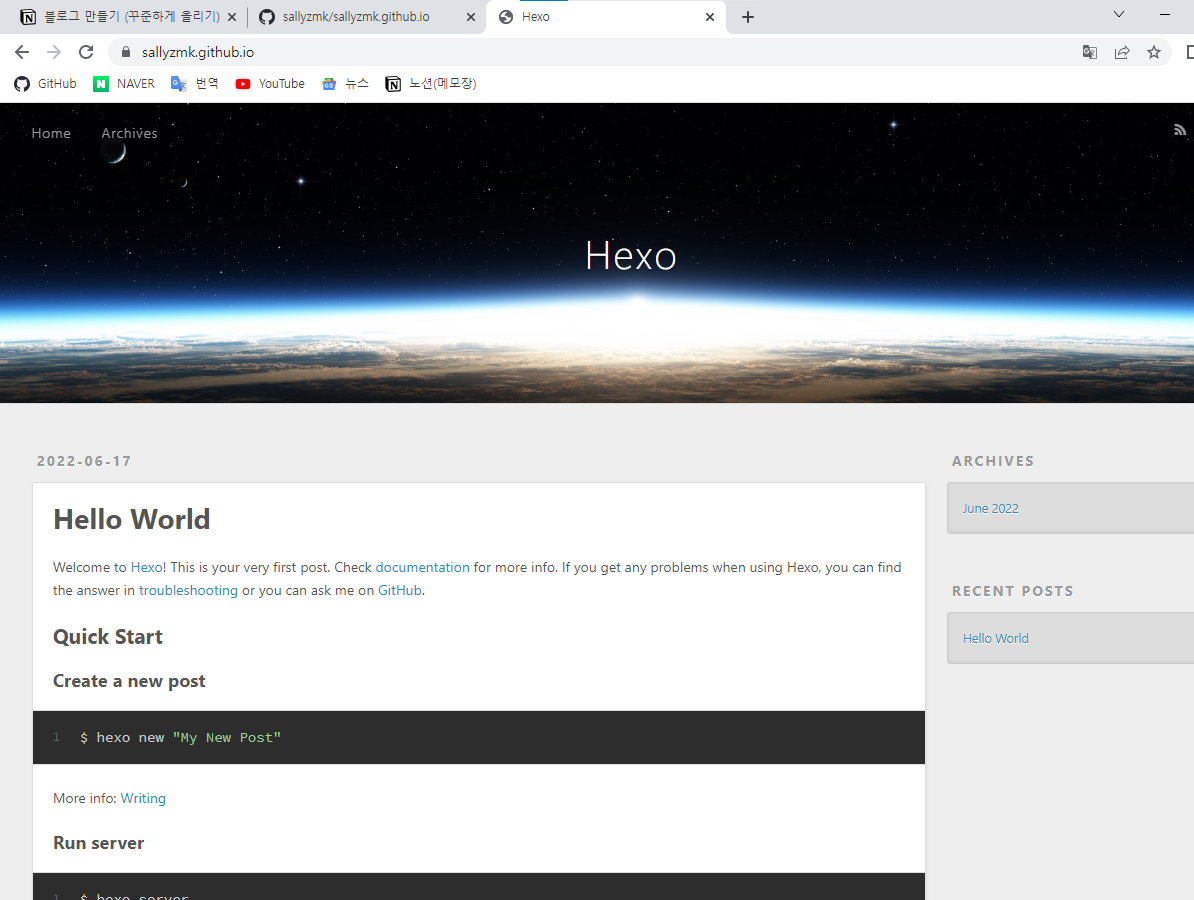 블로그 만들기 (꾸준하게 올리기)
sallyzmk/sallyzmk.github.io
Hexo
sallyzmk.github.io
GitHub
NAVER
번역
YouTube
뉴스
노션(메모장)
Home
Archives
Hexo
2022-06-17
Hello World
Welcome to Hexo! This is your very first post. Check documentation for more info. If you get any problems when using Hexo, you can find
the answer in troubleshooting or you can ask me on GitHub.
Quick Start
Create a new post
1 $ hexo new "My New Post"
More info: Writing
Run server
1 $ hexo server
ARCHIVES
June 2022
RECENT POSTS
Hello World